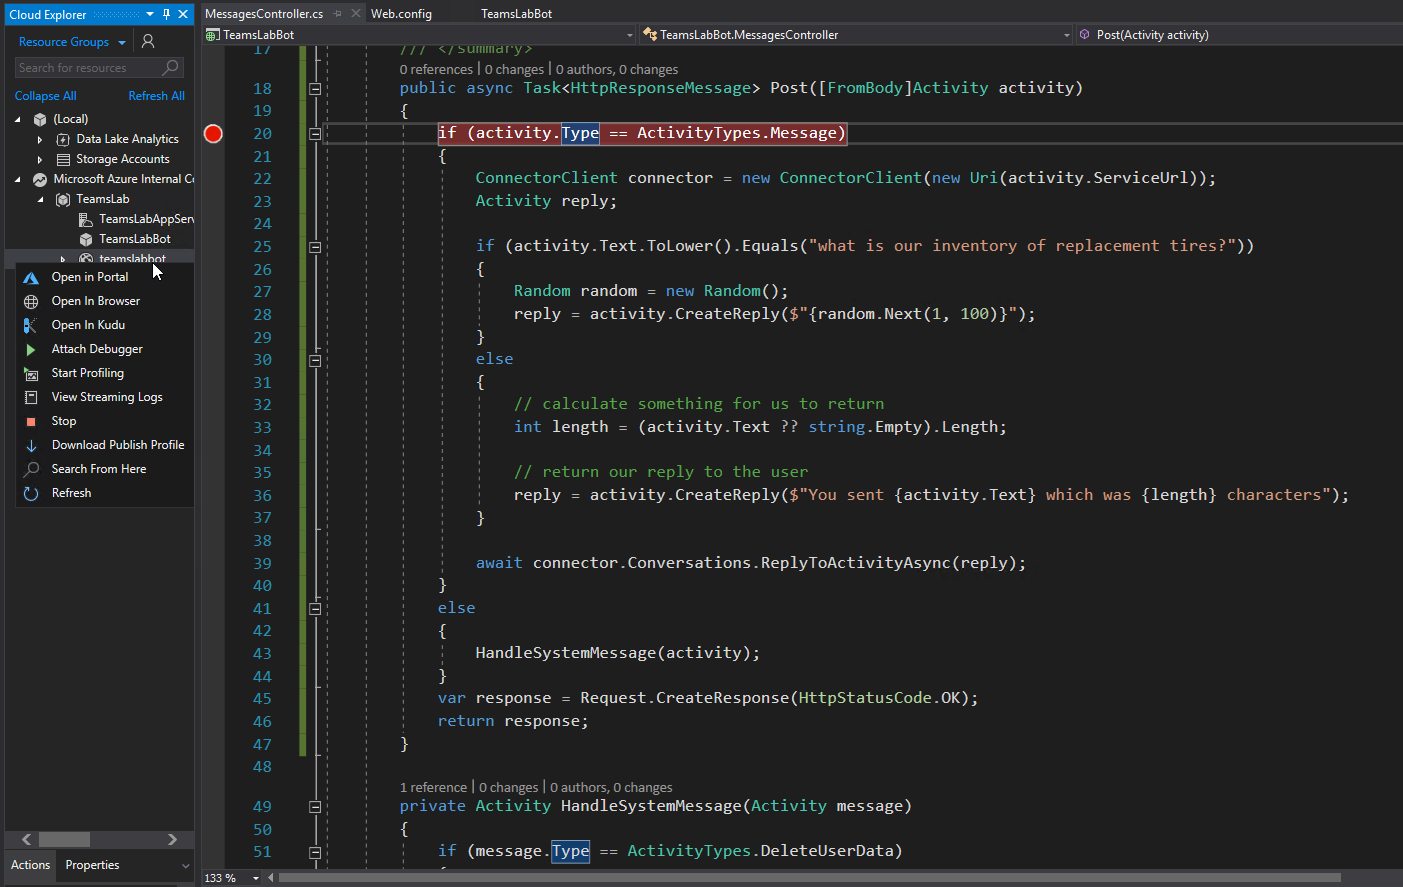 Cloud Explorer
Resource Groups
Search for resources
Collapse All Refresh All
(Local)
Data Lake Analytics
Storage Accounts
Microsoft Azure Internal Co
TeamsLab
TeamsLabAppServ
TeamsLabBot
teamslabbot
Open in Portal
Open In Browser
Open In Kudu
Attach Debugger
Start Profiling
View Streaming Logs
Stop
Download Publish Profile
Search From Here
Refresh
Actions Properties
MessagesController.cs Web.config TeamsLabBot
TeamsLabBot TeamsLabBot.MessagesController Post(Activity activity)
17 /// </summary>
0 references | 0 changes | 0 authors, 0 changes
18 public async Task<HttpResponseMessage> Post([FromBody]Activity activity)
19 {
20 if (activity.Type == ActivityTypes.Message)
21 {
22 ConnectorClient connector = new ConnectorClient(new Uri(activity.ServiceUrl));
23 Activity reply;
24
25 if (activity.Text.ToLower().Equals("what is our inventory of replacement tires?"))
26 {
27 Random random = new Random();
28 reply = activity.CreateReply($"{random.Next(1, 100)}");
29 }
30 else
31 {
32 // calculate something for us to return
33 int length = (activity.Text ?? string.Empty).Length;
34
35 // return our reply to the user
36 reply = activity.CreateReply($"You sent {activity.Text} which was {length} characters");
37 }
38
39 await connector.Conversations.ReplyToActivityAsync(reply);
40 }
41 else
42 {
43 HandleSystemMessage(activity);
44 }
45 var response = Request.CreateResponse(HttpStatusCode.OK);
46 return response;
47 }
48
1 reference | 0 changes | 0 authors, 0 changes
49 private Activity HandleSystemMessage(Activity message)
50 {
51 if (message.Type == ActivityTypes.DeleteUserData)
133 %